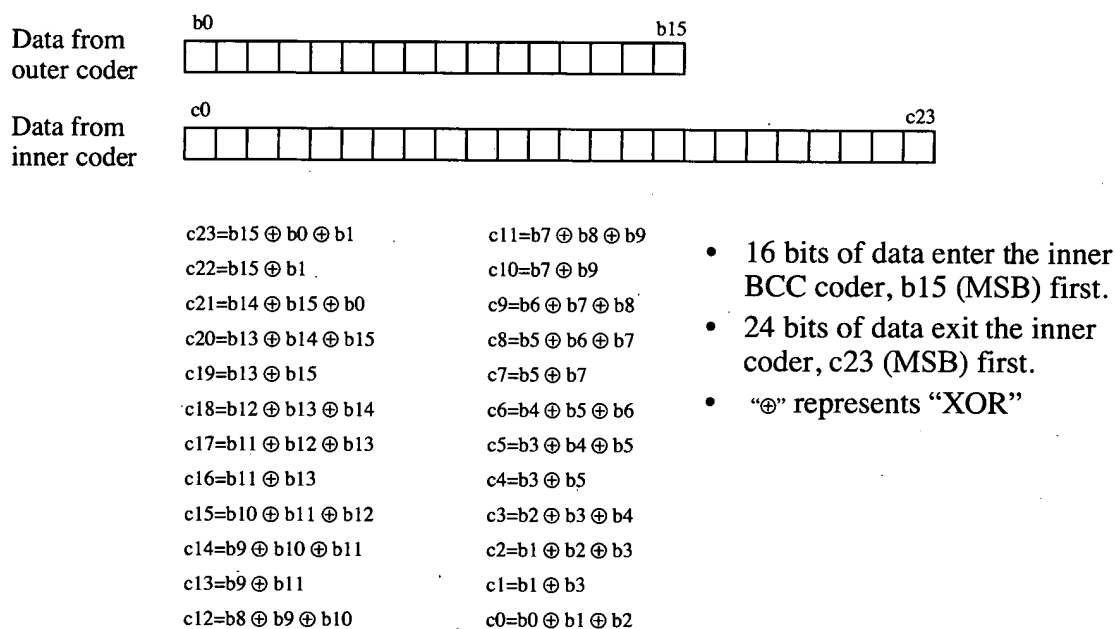 b0
b15
Data from
outer coder
c0
c23
Data from
inner coder
c23=b15 ⊕ b0 ⊕ b1
c22=b15 ⊕ b1
c21=b14 ⊕ b15 ⊕ b0
c20=b13 ⊕ b14 ⊕ b15
c19=b13 ⊕ b15
c18=b12 ⊕ b13 ⊕ b14
c17=b11 ⊕ b12 ⊕ b13
c16=b11 ⊕ b13
c15=b10 ⊕ b11 ⊕ b12
c14=b9 ⊕ b10 ⊕ b11
c13=b9 ⊕ b11
c12=b8 ⊕ b9 ⊕ b10
c11=b7 ⊕ b8 ⊕ b9
c10=b7 ⊕ b9
c9=b6 ⊕ b7 ⊕ b8
c8=b5 ⊕ b6 ⊕ b7
c7=b5 ⊕ b7
c6=b4 ⊕ b5 ⊕ b6
c5=b3 ⊕ b4 ⊕ b5
c4=b3 ⊕ b5
c3=b2 ⊕ b3 ⊕ b4
c2=b1 ⊕ b2 ⊕ b3
c1=b1 ⊕ b3
c0=b0 ⊕ b1 ⊕ b2
• 16 bits of data enter the inner
BCC coder, b15 (MSB) first.
• 24 bits of data exit the inner
coder, c23 (MSB) first.
• “⊕” represents “XOR”